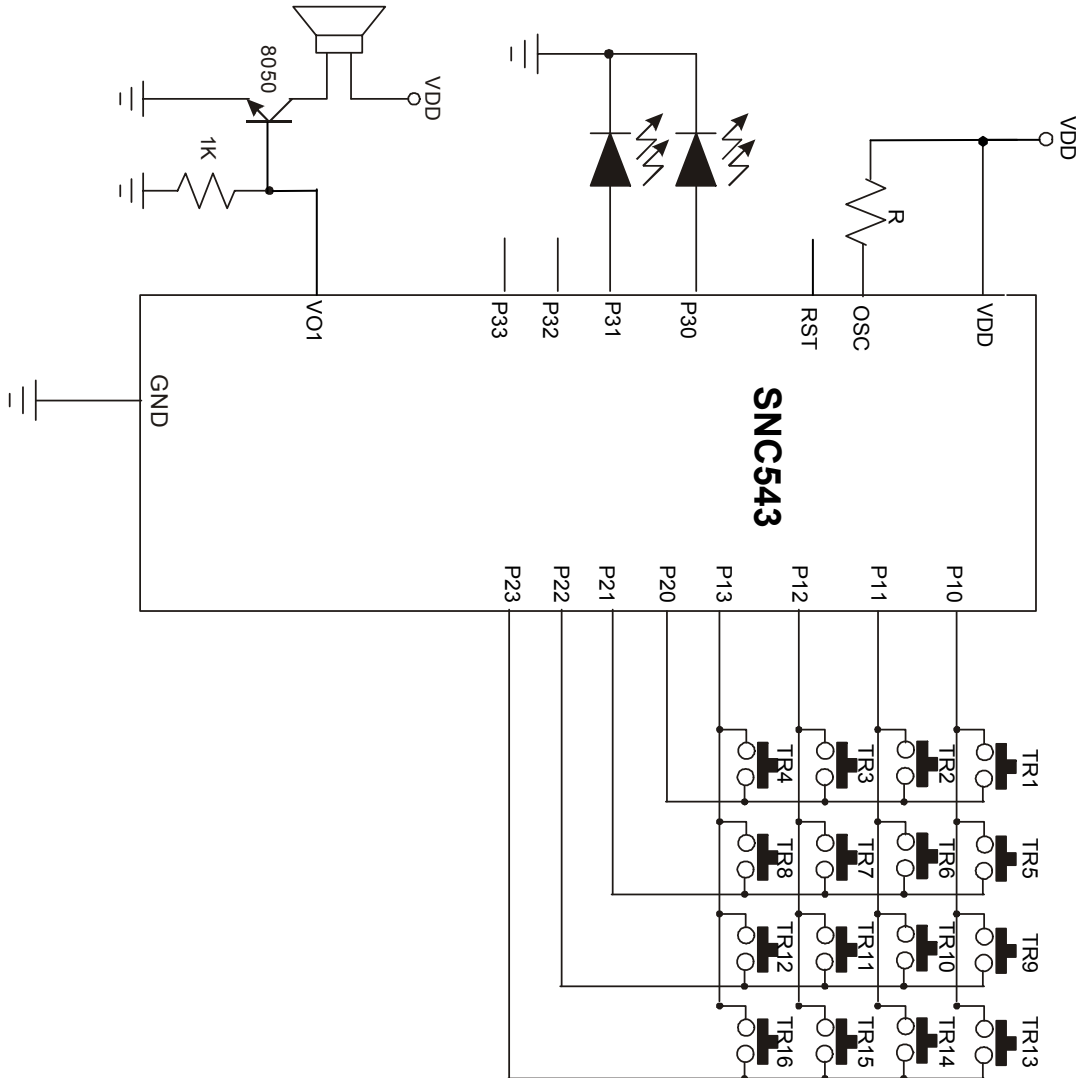 VDD
R
VDD
8050
1K
VDD
OSC
RST
P30
P31
P32
P33
VO1
GND
SNC543
P10
P11
P12
P13
P20
P21
P22
P23
TR1
TR2
TR3
TR4
TR5
TR6
TR7
TR8
TR9
TR10
TR11
TR12
TR13
TR14
TR15
TR16